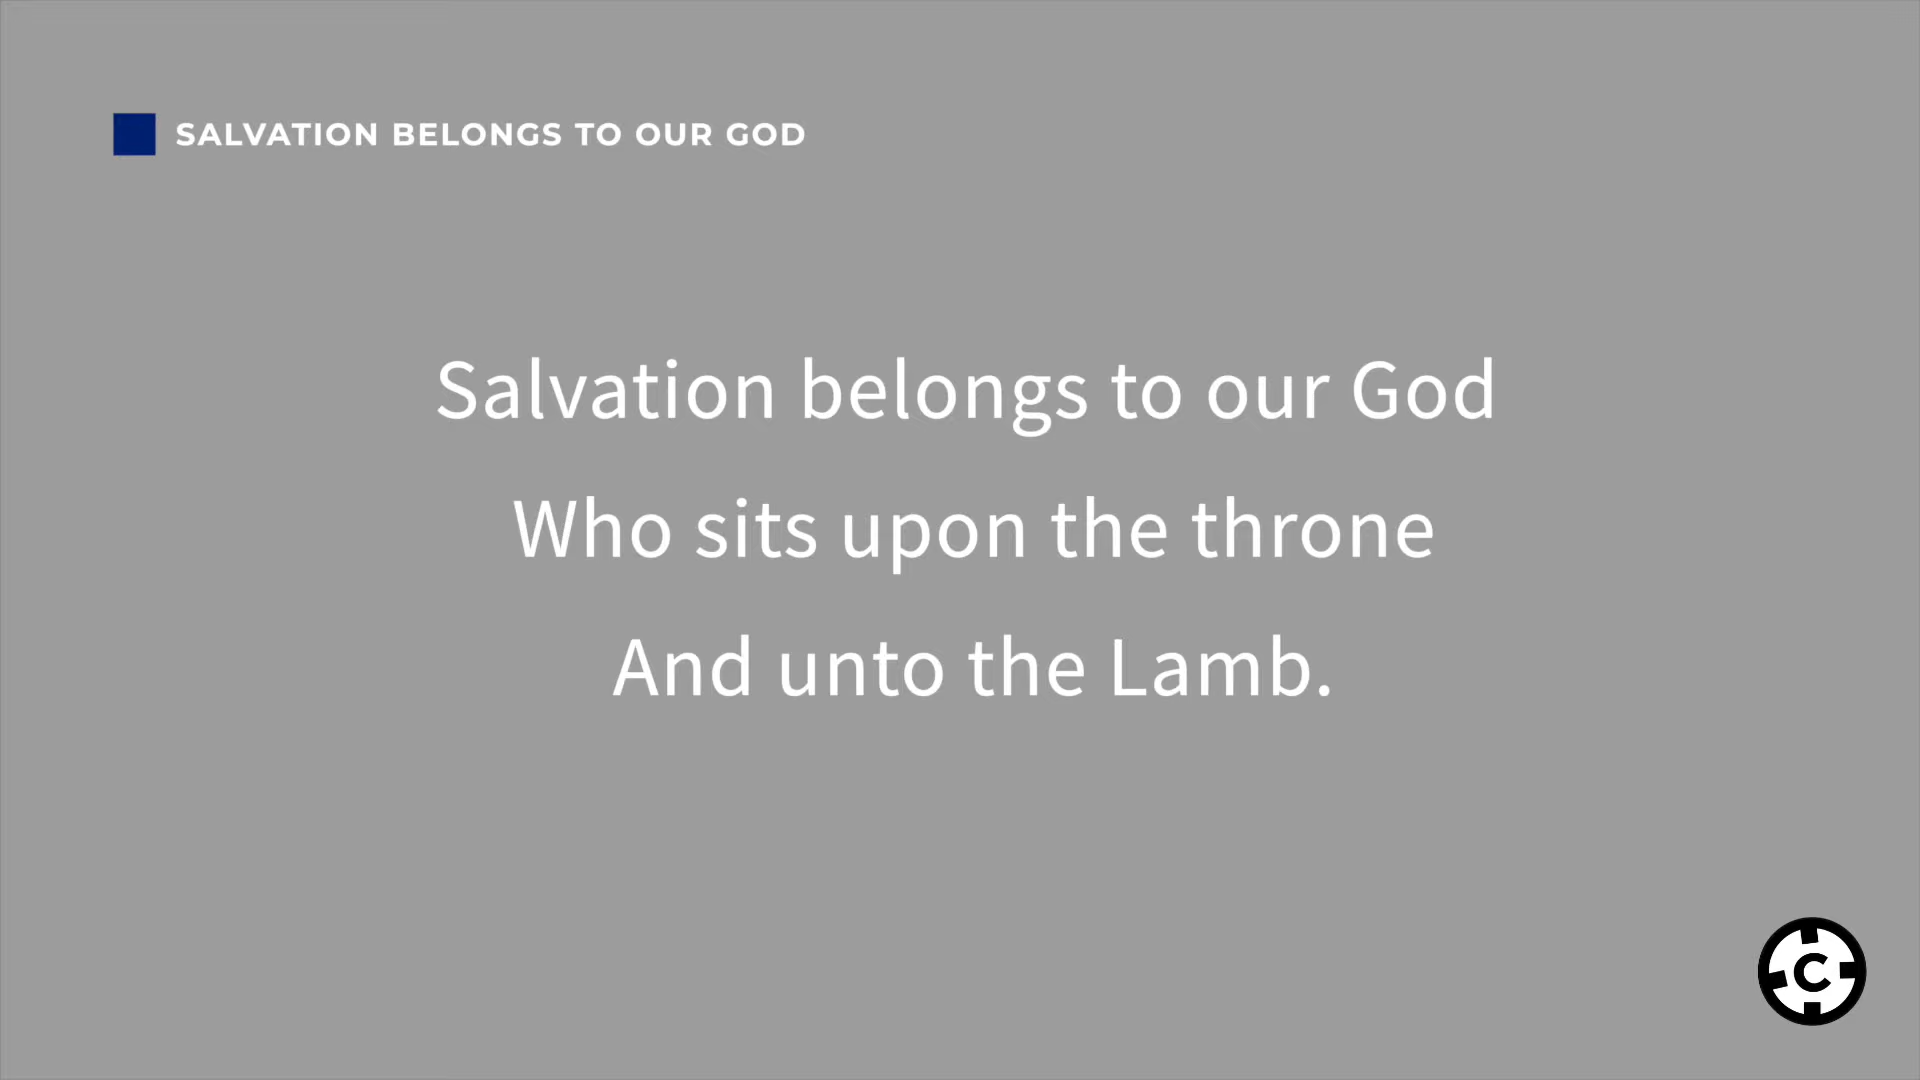 SALVATION BELONGS TO OUR GOD
Salvation belongs to our God
Who sits upon the throne
And unto the Lamb.
C